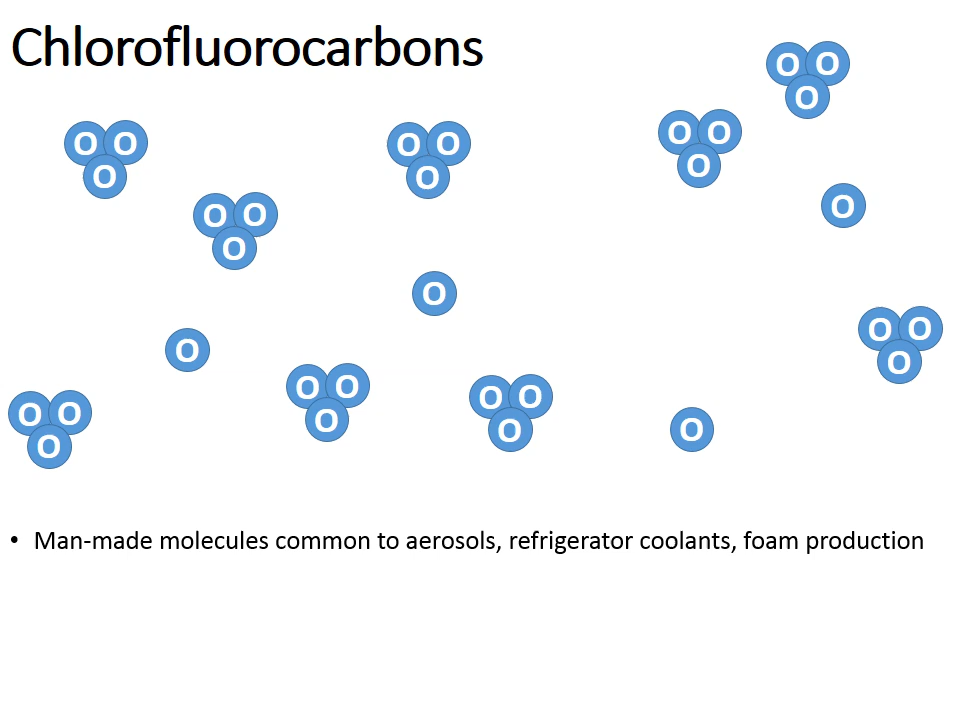 Chlorofluorocarbons
O O
O
O O
O
O O
O
O O
O
O
O O
O
O
O O
O
O
O O
O
O O
O
O O
O
O
• Man-made molecules common to aerosols, refrigerator coolants, foam production